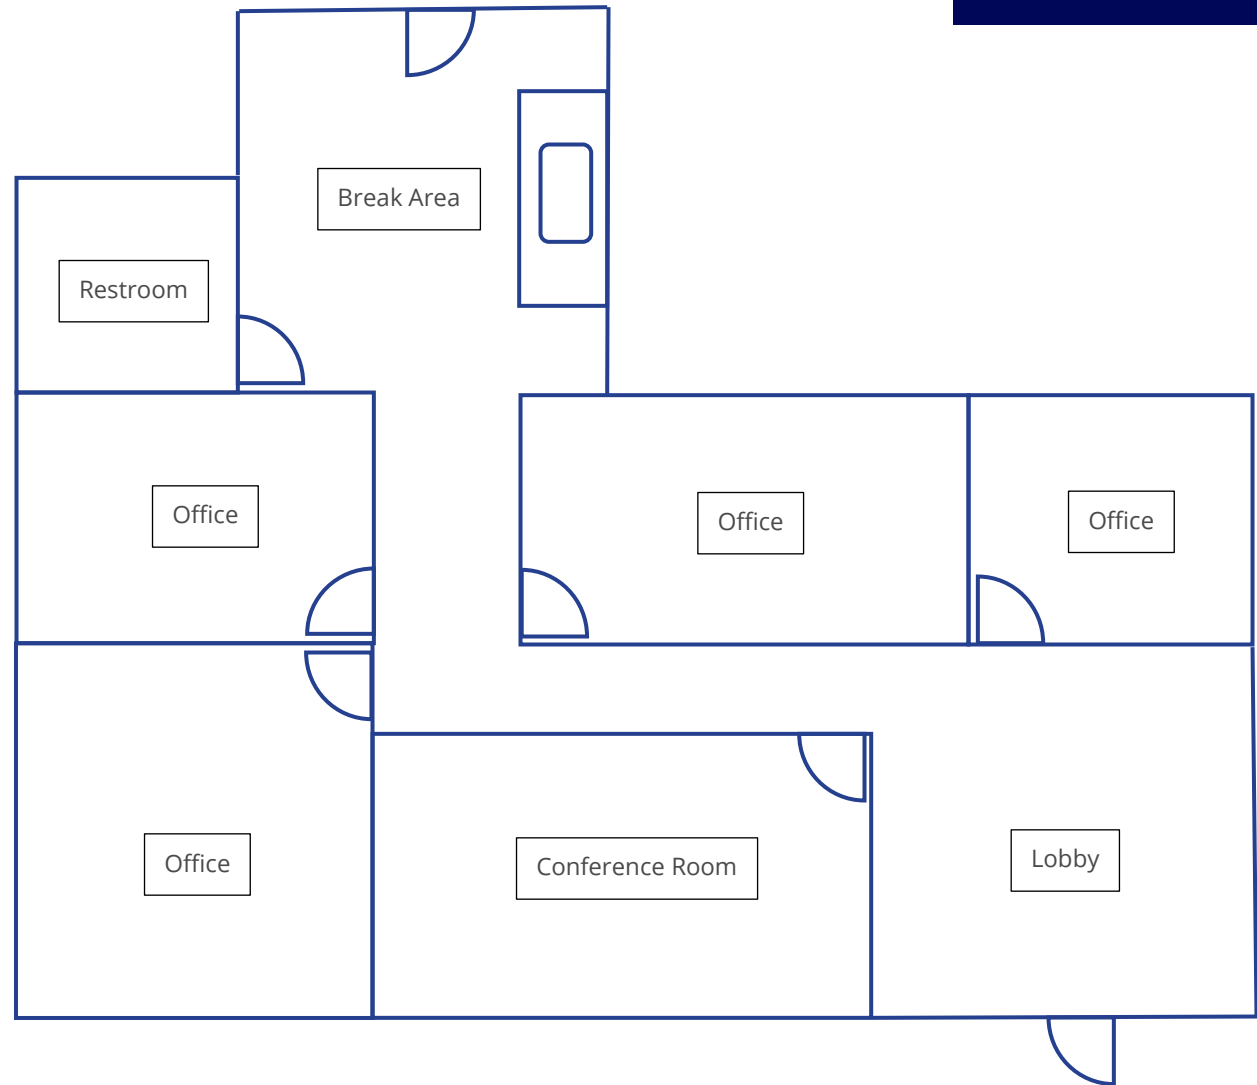 Break Area
Restroom
Office
Office
Office
Office
Conference Room
Lobby